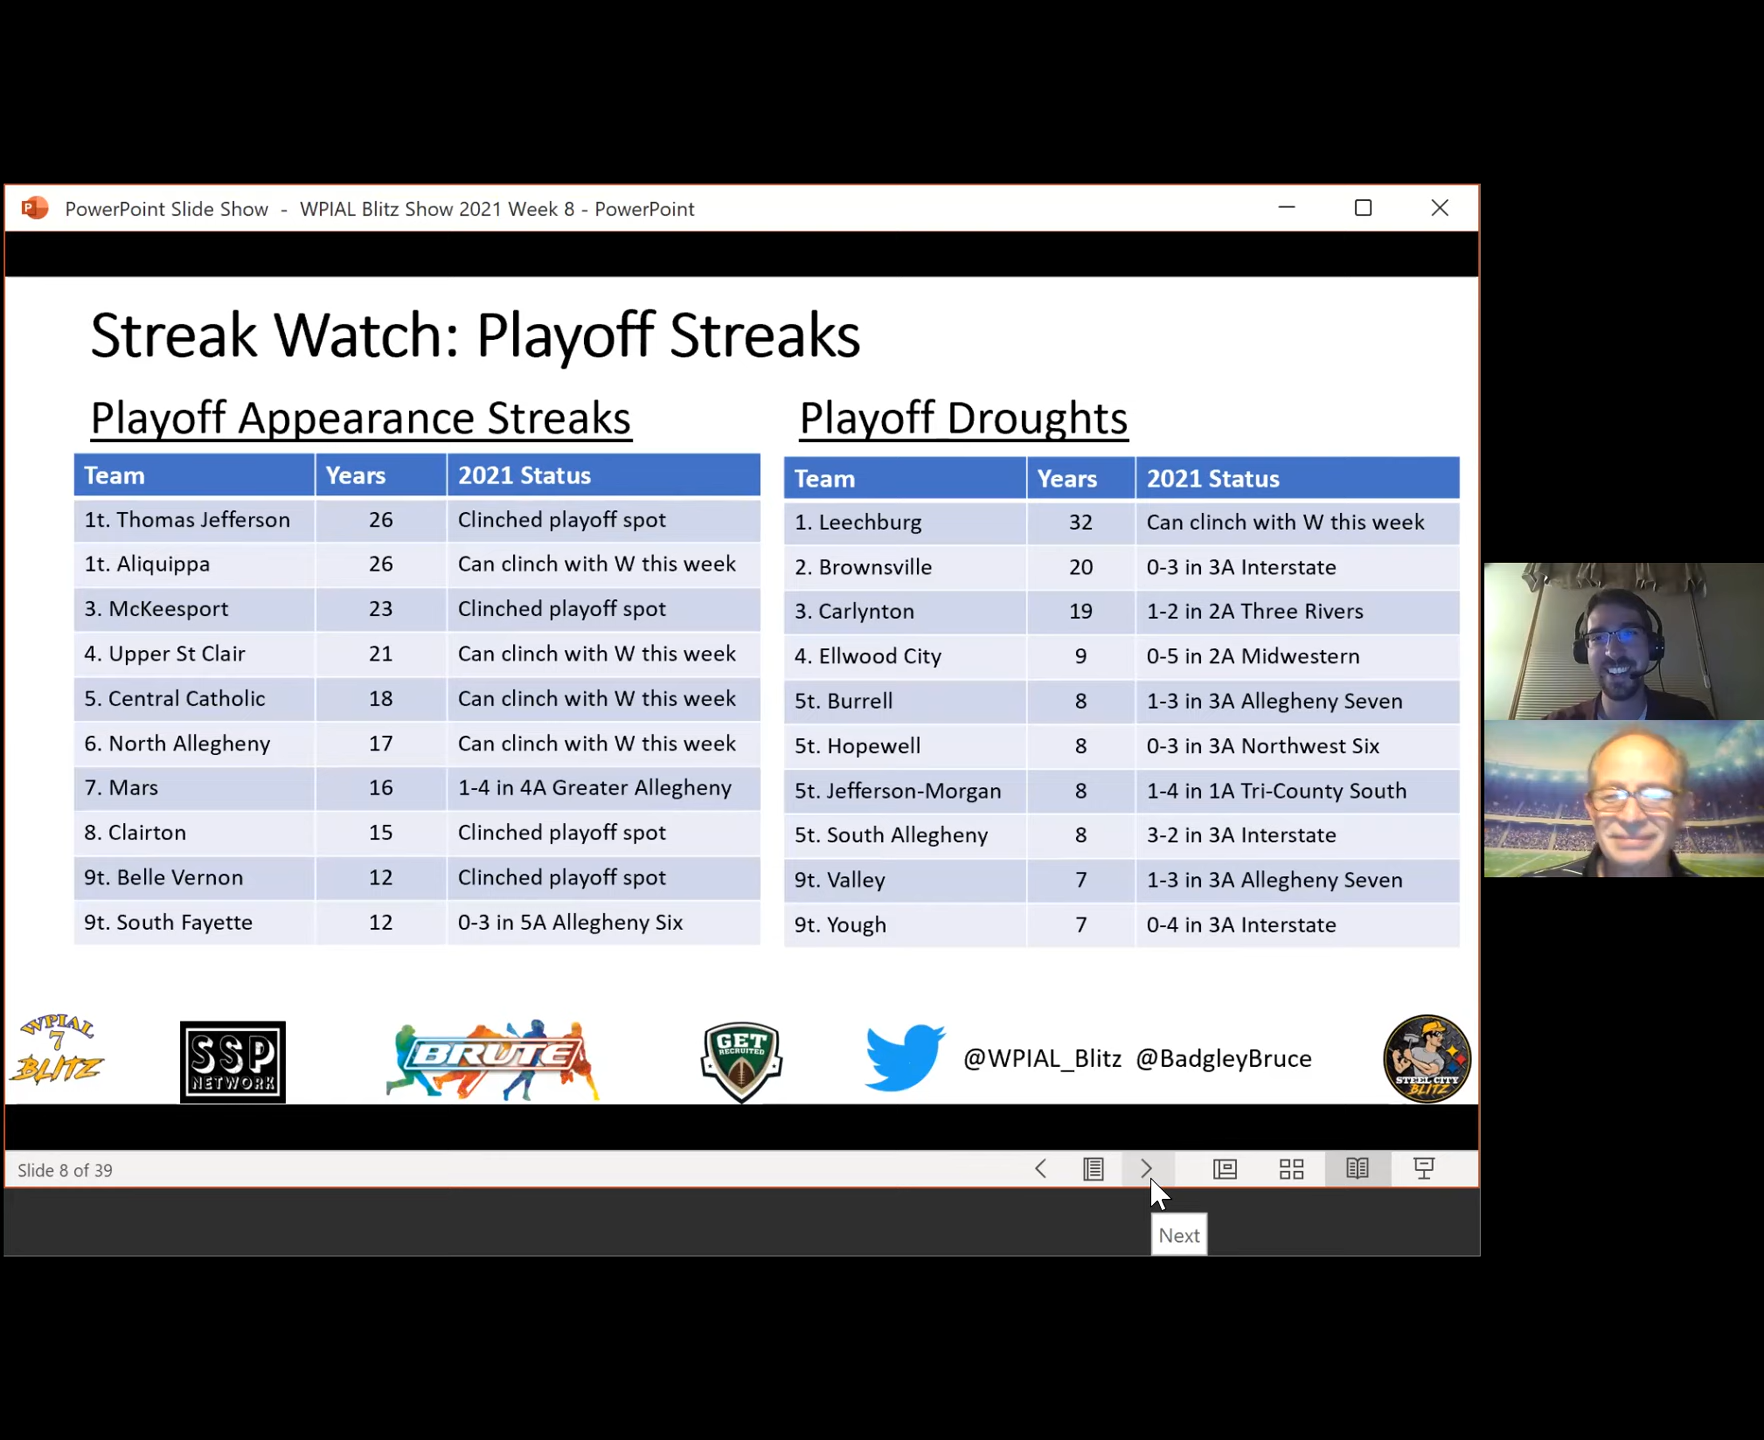 PowerPoint Slide Show - WPIAL Blitz Show 2021 Week 8 - PowerPoint
Streak Watch: Playoff Streaks
Playoff Appearance Streaks
Team Years 2021 Status
1t. Thomas Jefferson 26 Clinched playoff spot
1t. Aliquippa 26 Can clinch with W this week
3. McKeesport 23 Clinched playoff spot
4. Upper St Clair 21 Can clinch with W this week
5. Central Catholic 18 Can clinch with W this week
6. North Allegheny 17 Can clinch with W this week
7. Mars 16 1-4 in 4A Greater Allegheny
8. Clairton 15 Clinched playoff spot
9t. Belle Vernon 12 Clinched playoff spot
9t. South Fayette 12 0-3 in 5A Allegheny Six
Playoff Droughts
Team Years 2021 Status
1. Leechburg 32 Can clinch with W this week
2. Brownsville 20 0-3 in 3A Interstate
3. Carlynton 19 1-2 in 2A Three Rivers
4. Ellwood City 9 0-5 in 2A Midwestern
5t. Burrell 8 1-3 in 3A Allegheny Seven
5t. Hopewell 8 0-3 in 3A Northwest Six
5t. Jefferson-Morgan 8 1-4 in 1A Tri-County South
5t. South Allegheny 8 3-2 in 3A Interstate
9t. Valley 7 1-3 in 3A Allegheny Seven
9t. Yough 7 0-4 in 3A Interstate
WPIAL
7
BLITZ
SSP
NETWORK
BRUTE
GET
RECRUITED
@WPIAL_Blitz @BadgleyBruce
STEEL CITY
BLITZ
Slide 8 of 39
Next